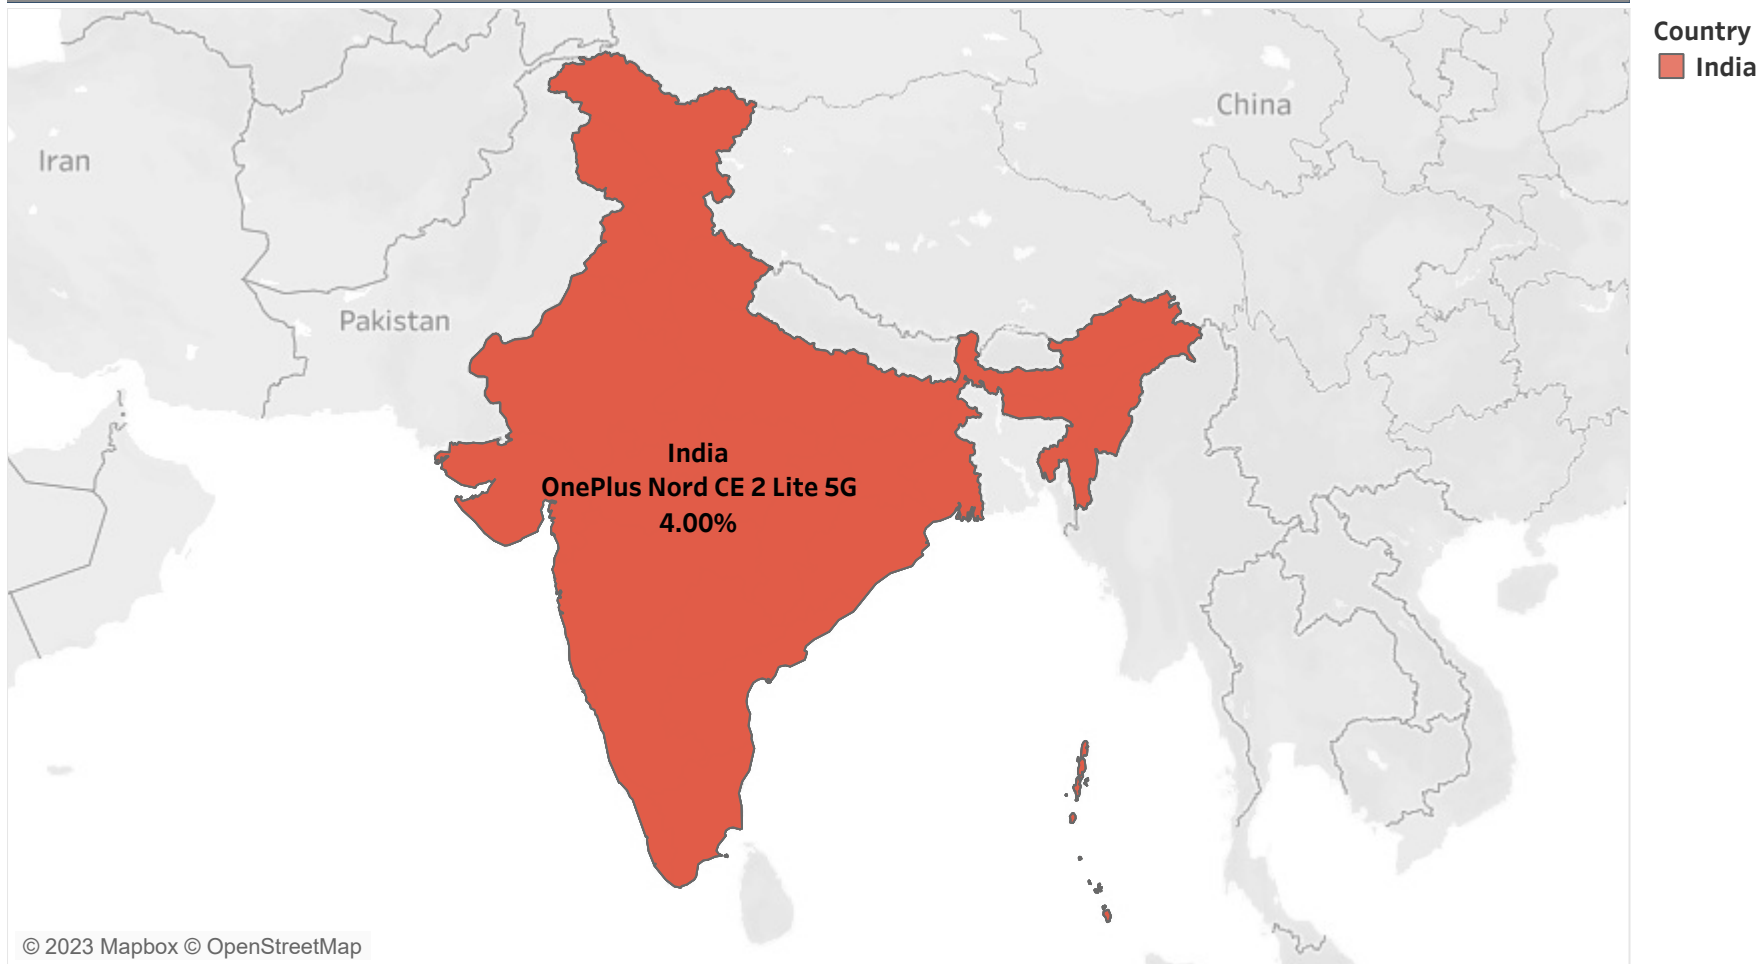 Country
India
China
Iran
Pakistan
India
OnePlus Nord CE 2 Lite 5G
4.00%
© 2023 Mapbox © OpenStreetMap